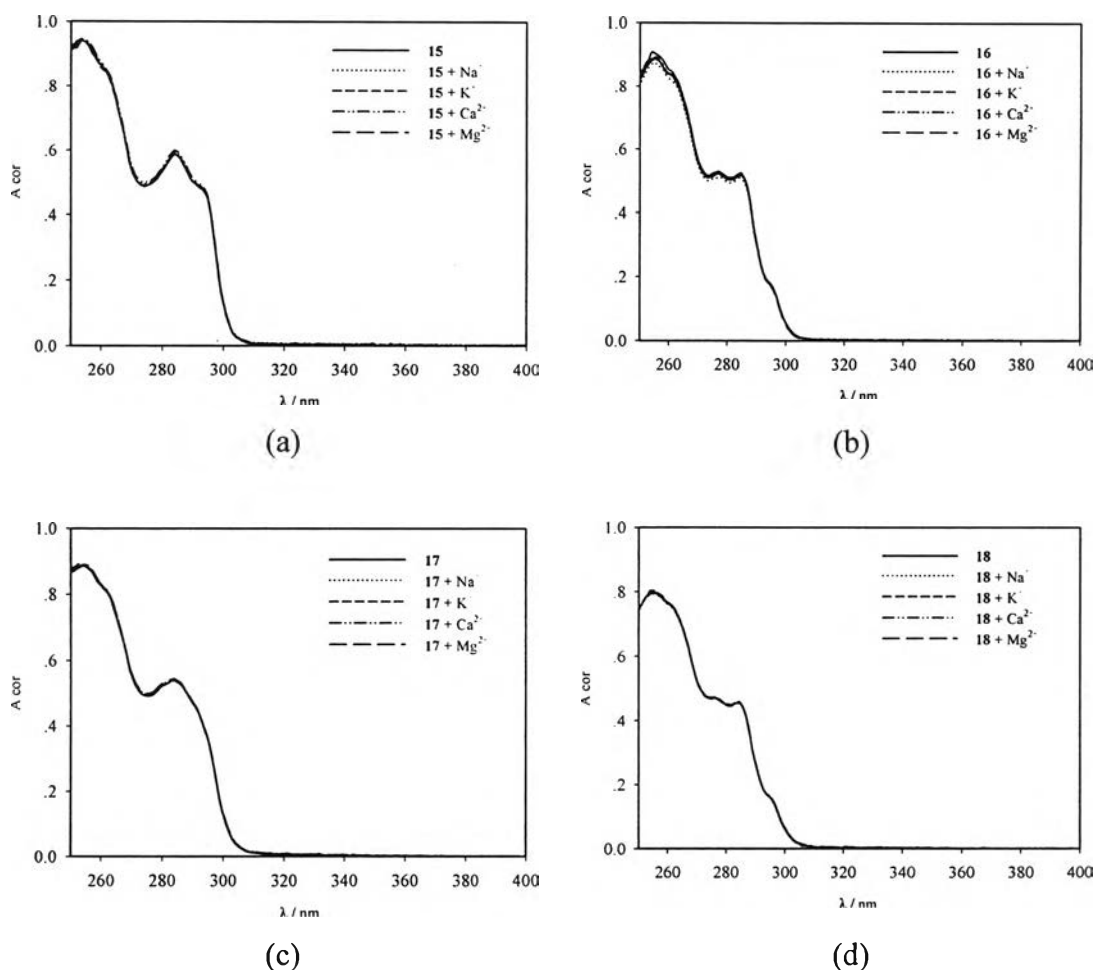 1.0
.8
.6
.4
.2
0.0
A cor
15
15 + Na⁺
15 + K⁺
15 + Ca²⁺
15 + Mg²⁺
260 280 300 320 340 360 380 400
λ / nm
(a)
1.0
.8
.6
.4
.2
0.0
A cor
16
16 + Na⁺
16 + K⁺
16 + Ca²⁺
16 + Mg²⁺
260 280 300 320 340 360 380 400
λ / nm
(b)
1.0
.8
.6
.4
.2
0.0
A cor
17
17 + Na
17 + K⁺
17 + Ca²⁺
17 + Mg²⁺
260 280 300 320 340 360 380 400
λ / nm
(c)
1.0
.8
.6
.4
.2
0.0
A cor
18
18 + Na⁺
18 + K⁺
18 + Ca²⁺
18 + Mg²⁺
260 280 300 320 340 360 380 400
λ / nm
(d)